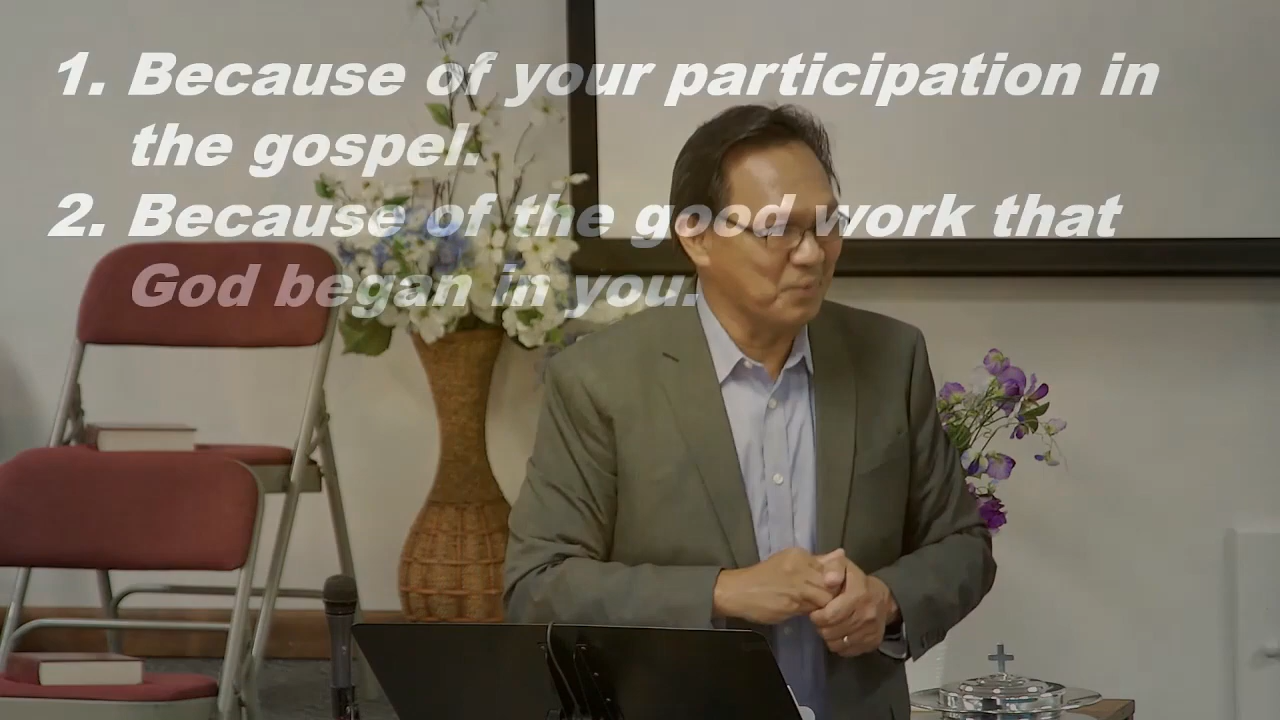 1. Because of your participation in
the gospel.
2. Because of the good work that
God began in you.